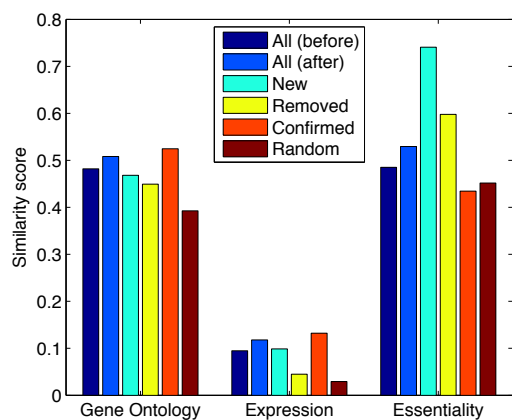 0.8
0.7
0.6
0.5
0.4
0.3
0.2
0.1
0
Similarity score
All (before)
All (after)
New
Removed
Confirmed
Random
Gene Ontology
Expression
Essentiality